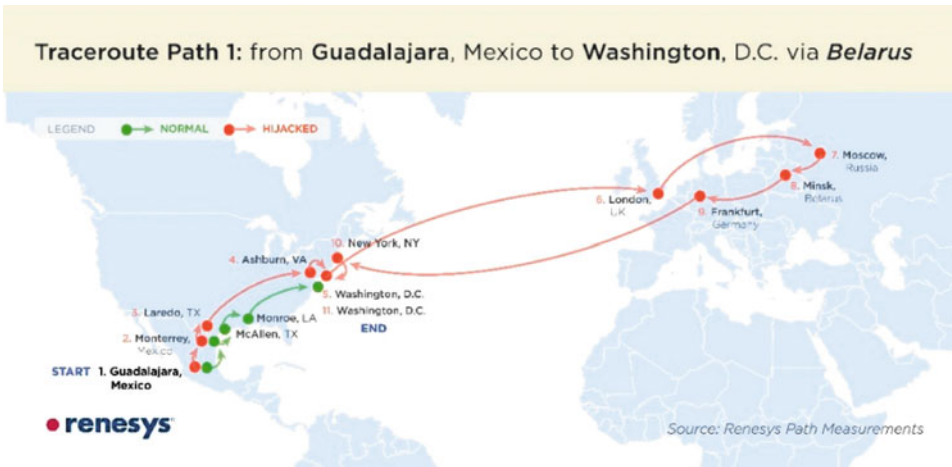 Traceroute Path 1: from Guadalajara, Mexico to Washington, D.C. via Belarus
LEGEND NORMAL HIJACKED
7. Moscow,
Russia
8. Minsk,
Belarus
6. London,
UK
9. Frankfurt,
Germany
10. New York, NY
4. Ashburn, VA
5. Washington, D.C.
11. Washington, D.C.
END
3. Laredo, TX
Monroe, LA
McAllen, TX
2. Monterrey,
Mexico
START 1. Guadalajara,
Mexico
renesys
Source: Renesys Path Measurements